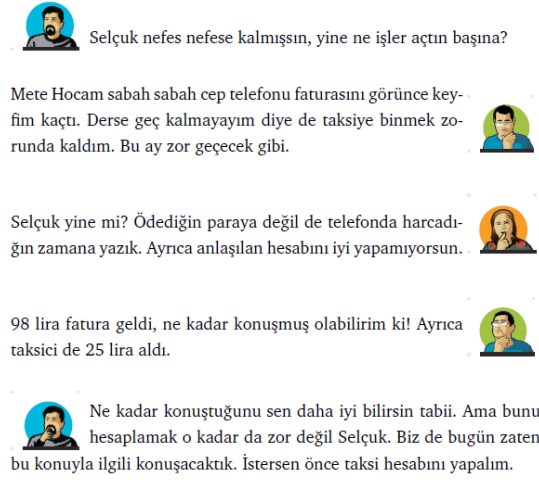 Selçuk nefes nefese kalmışsın, yine ne işler açtın başına?
Mete Hocam sabah sabah cep telefonu faturasını görünce key-
fim kaçtı. Derse geç kalmayayım diye de taksiye binmek zo-
runda kaldım. Bu ay zor geçecek gibi.
Selçuk yine mi? Ödediğin paraya değil de telefonda harcadı-
ğın zamana yazık. Ayrıca anlaşılan hesabını iyi yapamıyorsun.
98 lira fatura geldi, ne kadar konuşmuş olabilirim ki! Ayrıca
taksici de 25 lira aldı.
Ne kadar konuştuğunu sen daha iyi bilirsin tabii. Ama bunu
hesaplamak o kadar da zor değil Selçuk. Biz de bugün zaten
bu konuyla ilgili konuşacaktık. İstersen önce taksi hesabını yapalım.